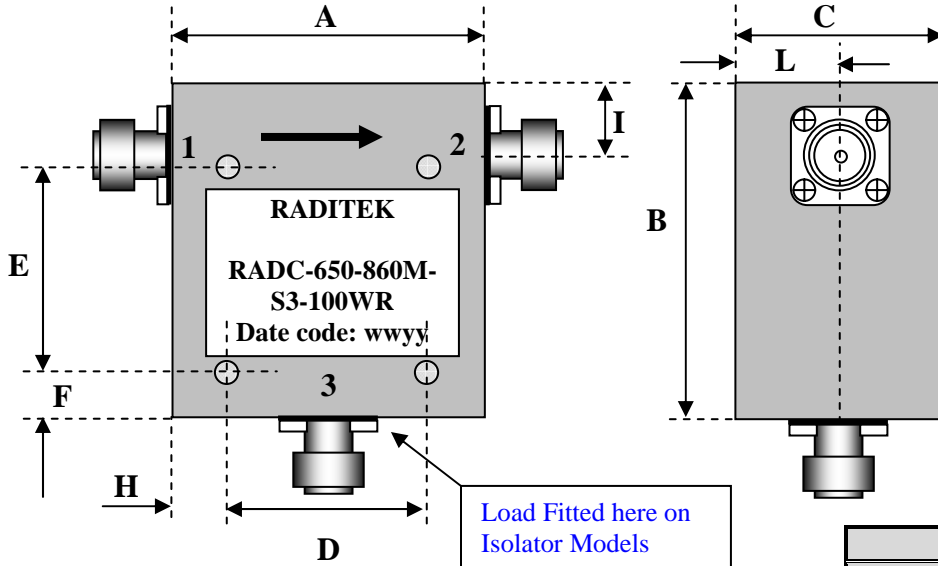 A
C
L
I
1
2
B
RADITEK
E
RADC-650-860M-
S3-100WR
Date code: wwyy
3
F
H
D
Load Fitted here on
Isolator Models